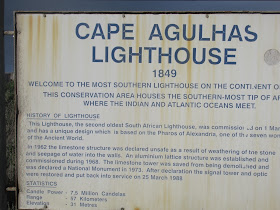 CAPE AGULHAS
LIGHTHOUSE
1849
WELCOME TO THE MOST SOUTHERN LIGHTHOUSE ON THE CONTINENT O
THIS CONSERVATION AREA HOUSES THE SOUTHERN-MOST TIP OF AF
WHERE THE INDIAN AND ATLANTIC OCEANS MEET.
HISTORY OF LIGHTHOUSE
This Lighthouse, the second oldest South African Lighthouse, was commission d on 1 Mar
and has a unique design which is based on the Pharos of Alexandria, one of the seven wond
of the Ancient World.
In 1962 the limestone structure was declared unsafe as a result of weathering of the stone
and seepage of water into the walls. An aluminium lattice structure was established and
commissioned during 1968. The limestone tower was saved from being demolished and
was declared a National Monument in 1973. After declaration the signal tower and optic
were restored and put back into service on 25 March 1988
STATISTICS
Candle Power : 7,5 Million Candelas
Range : Kilometers
Elevation : 31 Metres